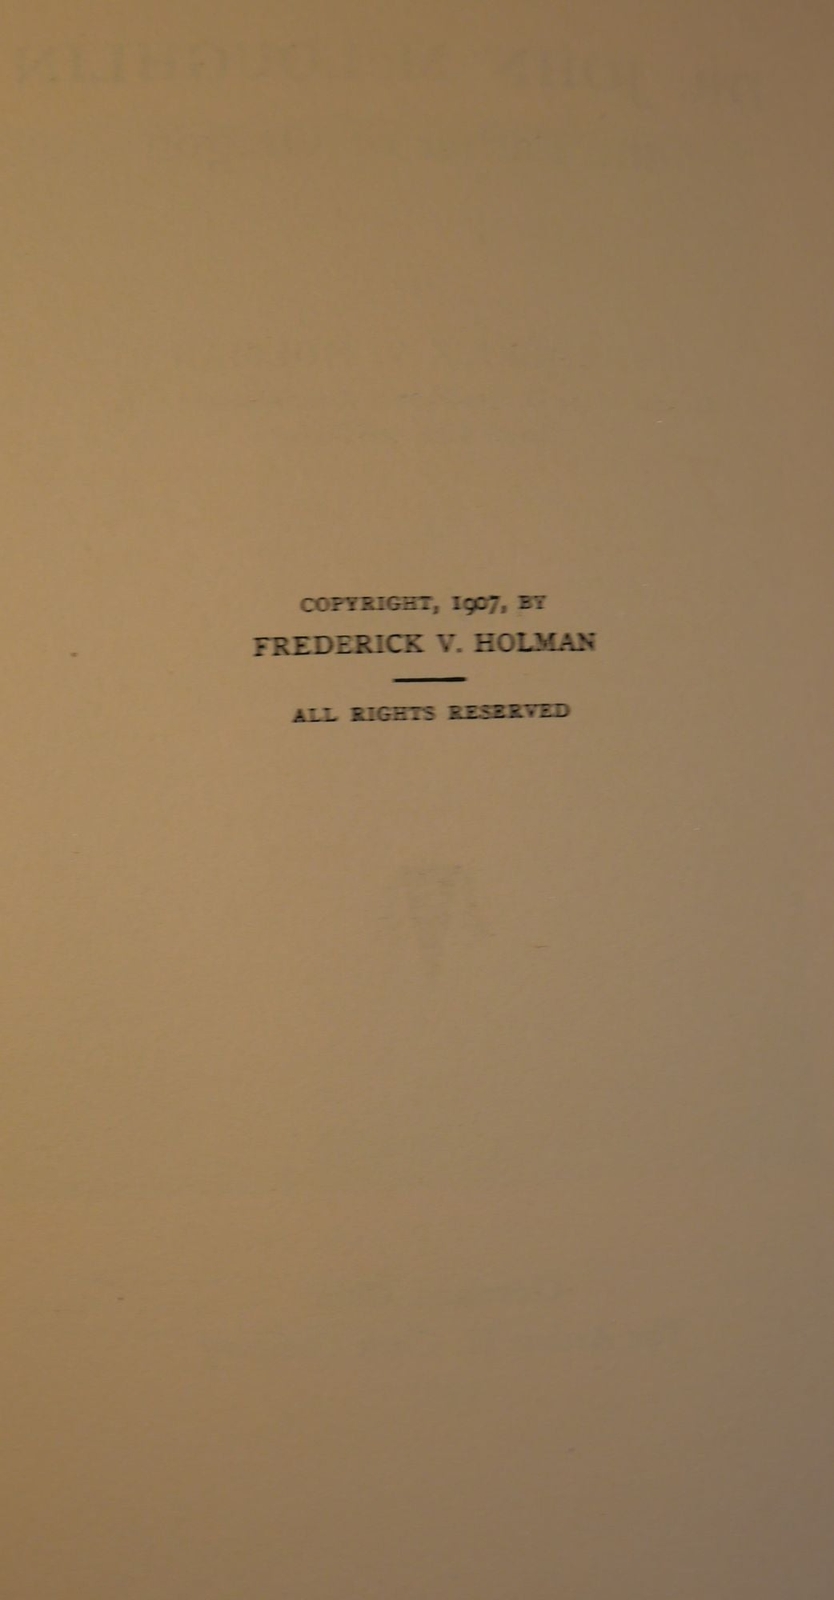 COPYRIGHT, 1907, BY
FREDERICK V. HOLMAN
ALL RIGHTS RESERVED